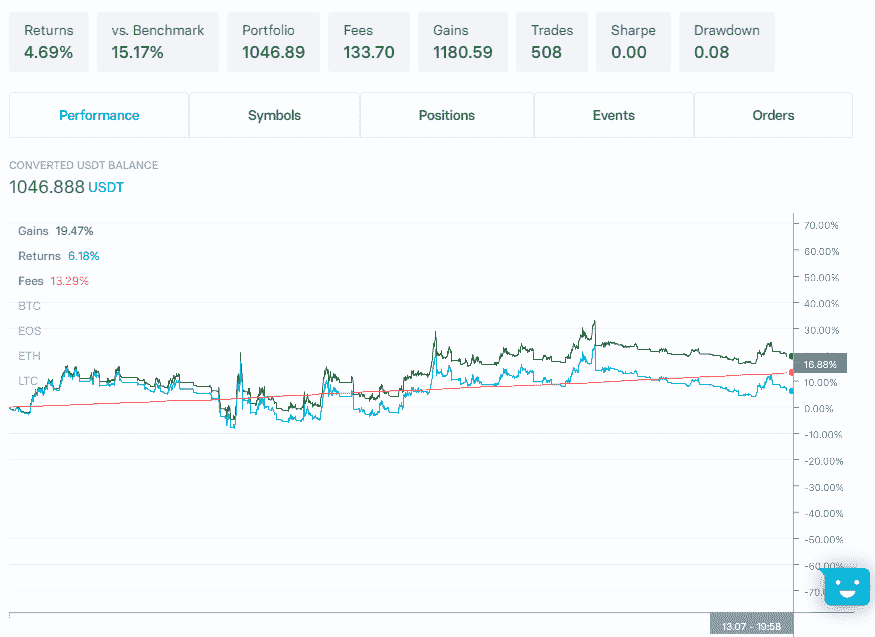 Returns vs. Benchmark Portfolio Fees Gains Trades Sharpe Drawdown
4.69% 15.17% 1046.89 133.70 1180.59 508 0.00 0.08
Performance Symbols Positions Events Orders
CONVERTED USDT BALANCE
1046.888 USDT
Gains 19.47%
Returns 6.18%
Fees 13.29%
BTC
EOS
ETH
LTC
70.00%
60.00%
50.00%
40.00%
30.00%
16.88%
10.00%
0.00%
-10.00%
-20.00%
-30.00%
-40.00%
-50.00%
-60.00%
-70.0
13.07 - 19:58